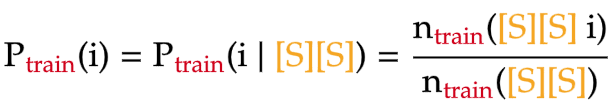 P_train(i) = P_train(i | [S][S]) = n_train([S][S] i) / n_train([S][S])